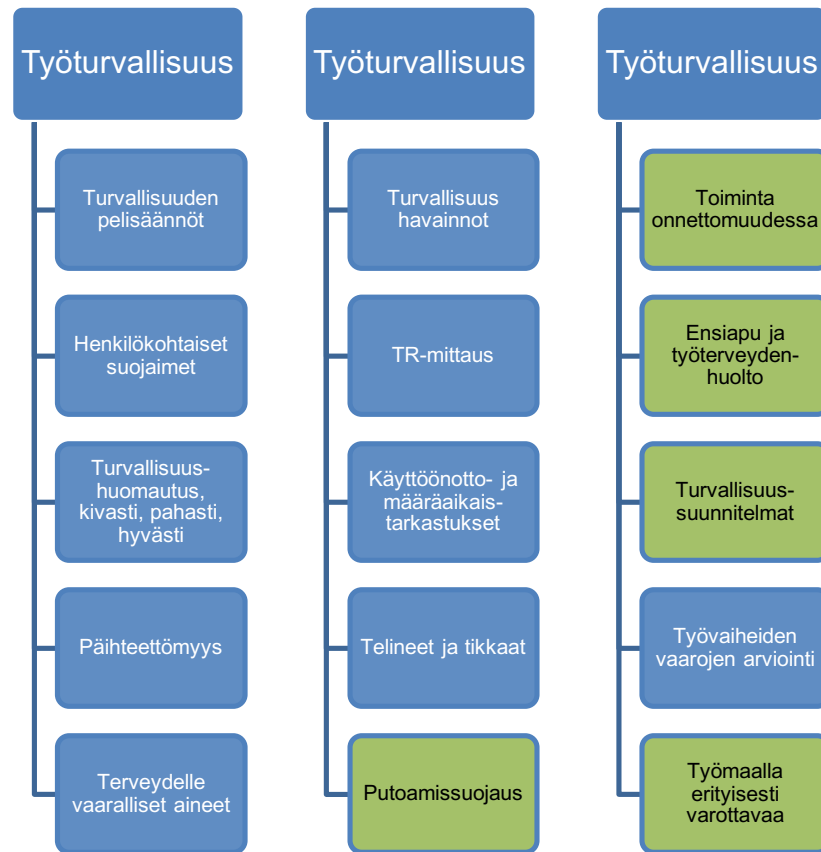 Työturvallisuus
Turvallisuuden
pelisäännöt
Henkilökohtaiset
suojaimet
Turvallisuus-
huomautus,
kivasti, pahasti,
hyvästi
Päihteettömyys
Terveydelle
vaaralliset aineet
Työturvallisuus
Turvallisuus
havainnot
TR-mittaus
Käyttöönotto- ja
määräaikais-
tarkastukset
Telineet ja tikkaat
Putoamissuojaus
Työturvallisuus
Toiminta
onnettomuudessa
Ensiapu ja
työterveyden-
huolto
Turvallisuus-
suunnitelmat
Työvaiheiden
vaarojen arviointi
Työmaalla
erityisesti
varottavaa